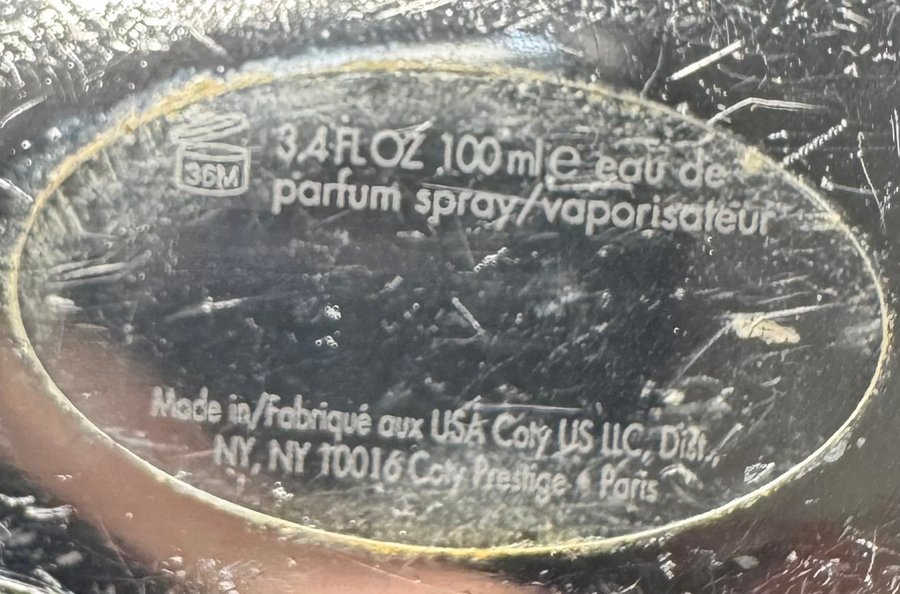 36M
3.4 FL OZ 100 ml e eau de
parfum spray/vaporisateur
Made in/Fabriqué aux USA Coty US LLC, Dist.,
NY, NY 10016 Coty Prestige • Paris